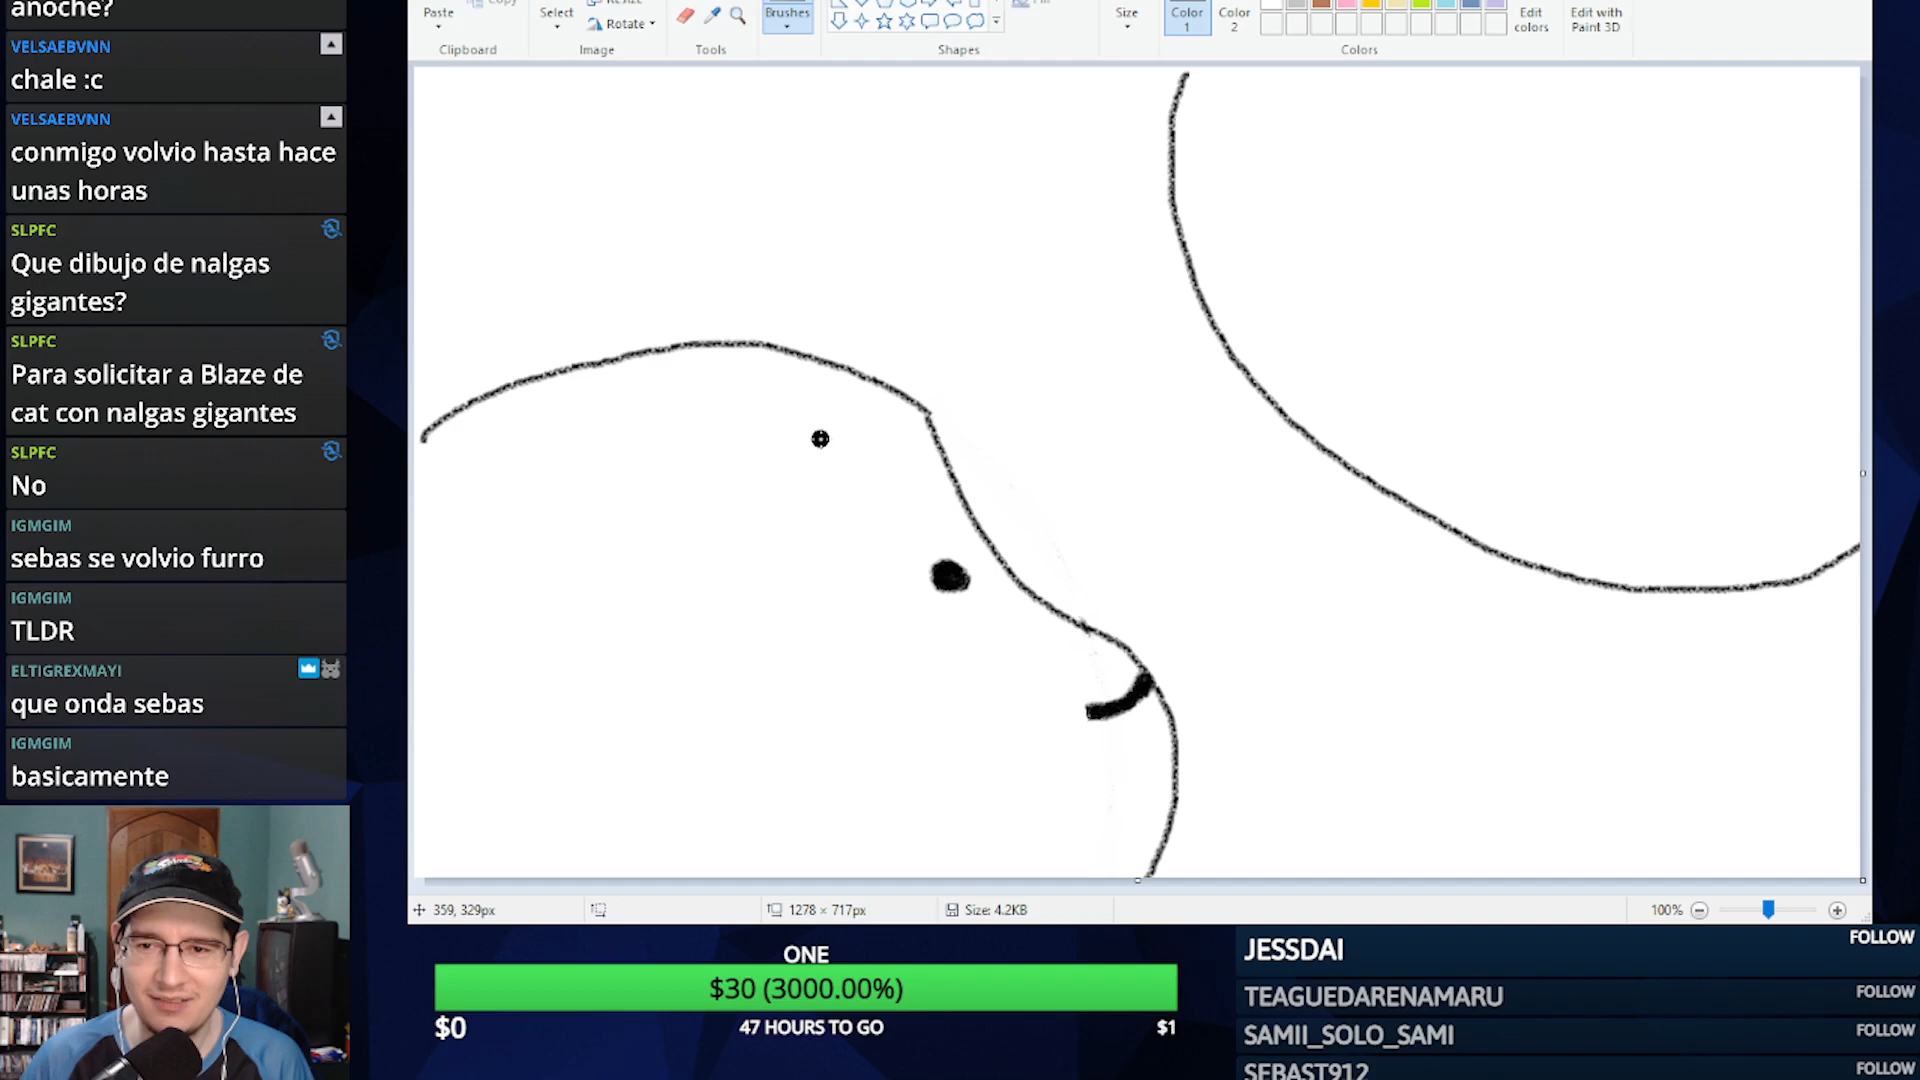 anoche?
VELSAEBVNN
chale :c
VELSAEBVNN
conmigo volvio hasta hace
unas horas
SLPFC
Que dibujo de nalgas
gigantes?
SLPFC
Para solicitar a Blaze de
cat con nalgas gigantes
SLPFC
No
IGMGIM
sebas se volvio furro
IGMGIM
TLDR
ELTIGREXMAYI
que onda sebas
IGMGIM
basicamente
Paste
Copy
Clipboard
Select
Rotate
Image
Tools
Brushes
Shapes
Size
Color
1
Color
2
Edit
colors
Colors
Edit with
Paint 3D
359, 329px
1278 × 717px
Size: 4.2KB
100%
ONE
$30 (3000.00%)
$0
47 HOURS TO GO
$1
JESSDAI
FOLLOW
TEAGUEDARENAMARU
FOLLOW
SAMII_SOLO_SAMI
FOLLOW
SEBAST912
FOLLOW